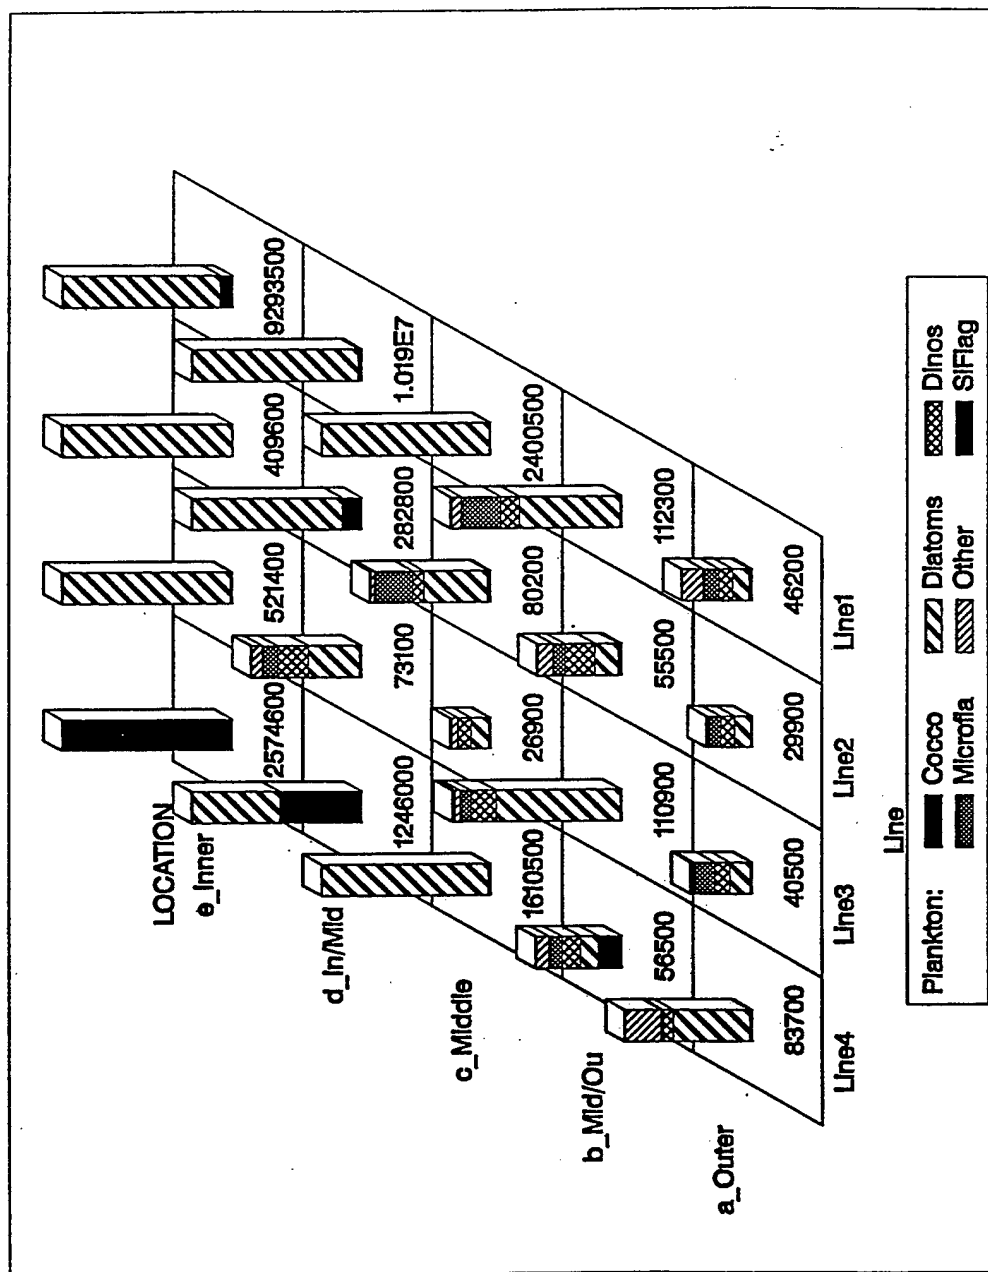 LOCATION
e_Inner
2574600 521400 409600 9293500
d_In/Mid
1246000 73100 282800 1.019E7
c_Middle
1610500 26900 80200 2400500
b_Mid/Ou
56500 110900 55500 112300
a_Outer
83700 40500 29900 46200
Line4 Line3 Line2 Line1
Line
Plankton: Cocco Diatoms Dinos
Microfla Other SiFlag